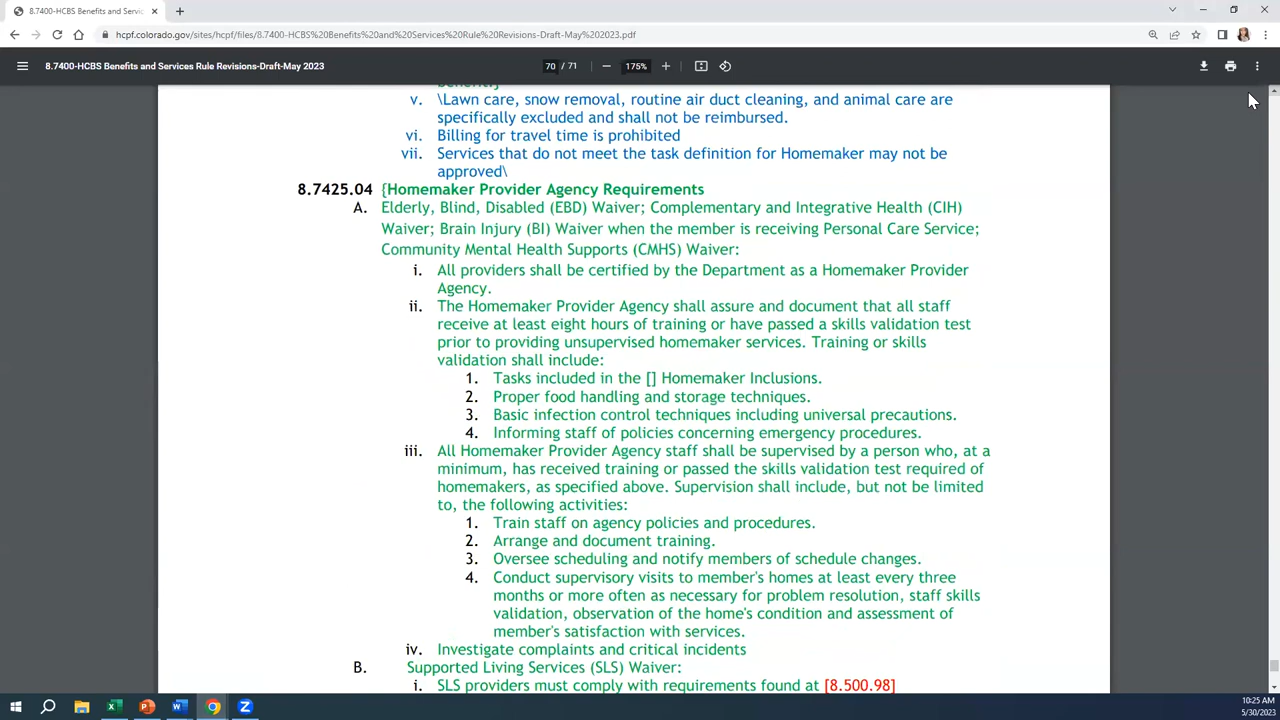 8.7400-HCBS Benefits and Servic
hcpf.colorado.gov/sites/hcpf/files/8.7400-HCBS%20Benefits%20and%20Services%20Rule%20Revisions-Draft-May%202023.pdf
8.7400-HCBS Benefits and Services Rule Revisions-Draft-May 2023
70 / 71
175%
benefit.}
v. \Lawn care, snow removal, routine air duct cleaning, and animal care are
specifically excluded and shall not be reimbursed.
vi. Billing for travel time is prohibited
vii. Services that do not meet the task definition for Homemaker may not be
approved\
8.7425.04 {Homemaker Provider Agency Requirements
A. Elderly, Blind, Disabled (EBD) Waiver; Complementary and Integrative Health (CIH)
Waiver; Brain Injury (BI) Waiver when the member is receiving Personal Care Service;
Community Mental Health Supports (CMHS) Waiver:
i. All providers shall be certified by the Department as a Homemaker Provider
Agency.
ii. The Homemaker Provider Agency shall assure and document that all staff
receive at least eight hours of training or have passed a skills validation test
prior to providing unsupervised homemaker services. Training or skills
validation shall include:
1. Tasks included in the [] Homemaker Inclusions.
2. Proper food handling and storage techniques.
3. Basic infection control techniques including universal precautions.
4. Informing staff of policies concerning emergency procedures.
iii. All Homemaker Provider Agency staff shall be supervised by a person who, at a
minimum, has received training or passed the skills validation test required of
homemakers, as specified above. Supervision shall include, but not be limited
to, the following activities:
1. Train staff on agency policies and procedures.
2. Arrange and document training.
3. Oversee scheduling and notify members of schedule changes.
4. Conduct supervisory visits to member's homes at least every three
months or more often as necessary for problem resolution, staff skills
validation, observation of the home's condition and assessment of
member's satisfaction with services.
iv. Investigate complaints and critical incidents
B. Supported Living Services (SLS) Waiver:
i. SLS providers must comply with requirements found at [8.500.98]
10:25 AM
5/30/2023